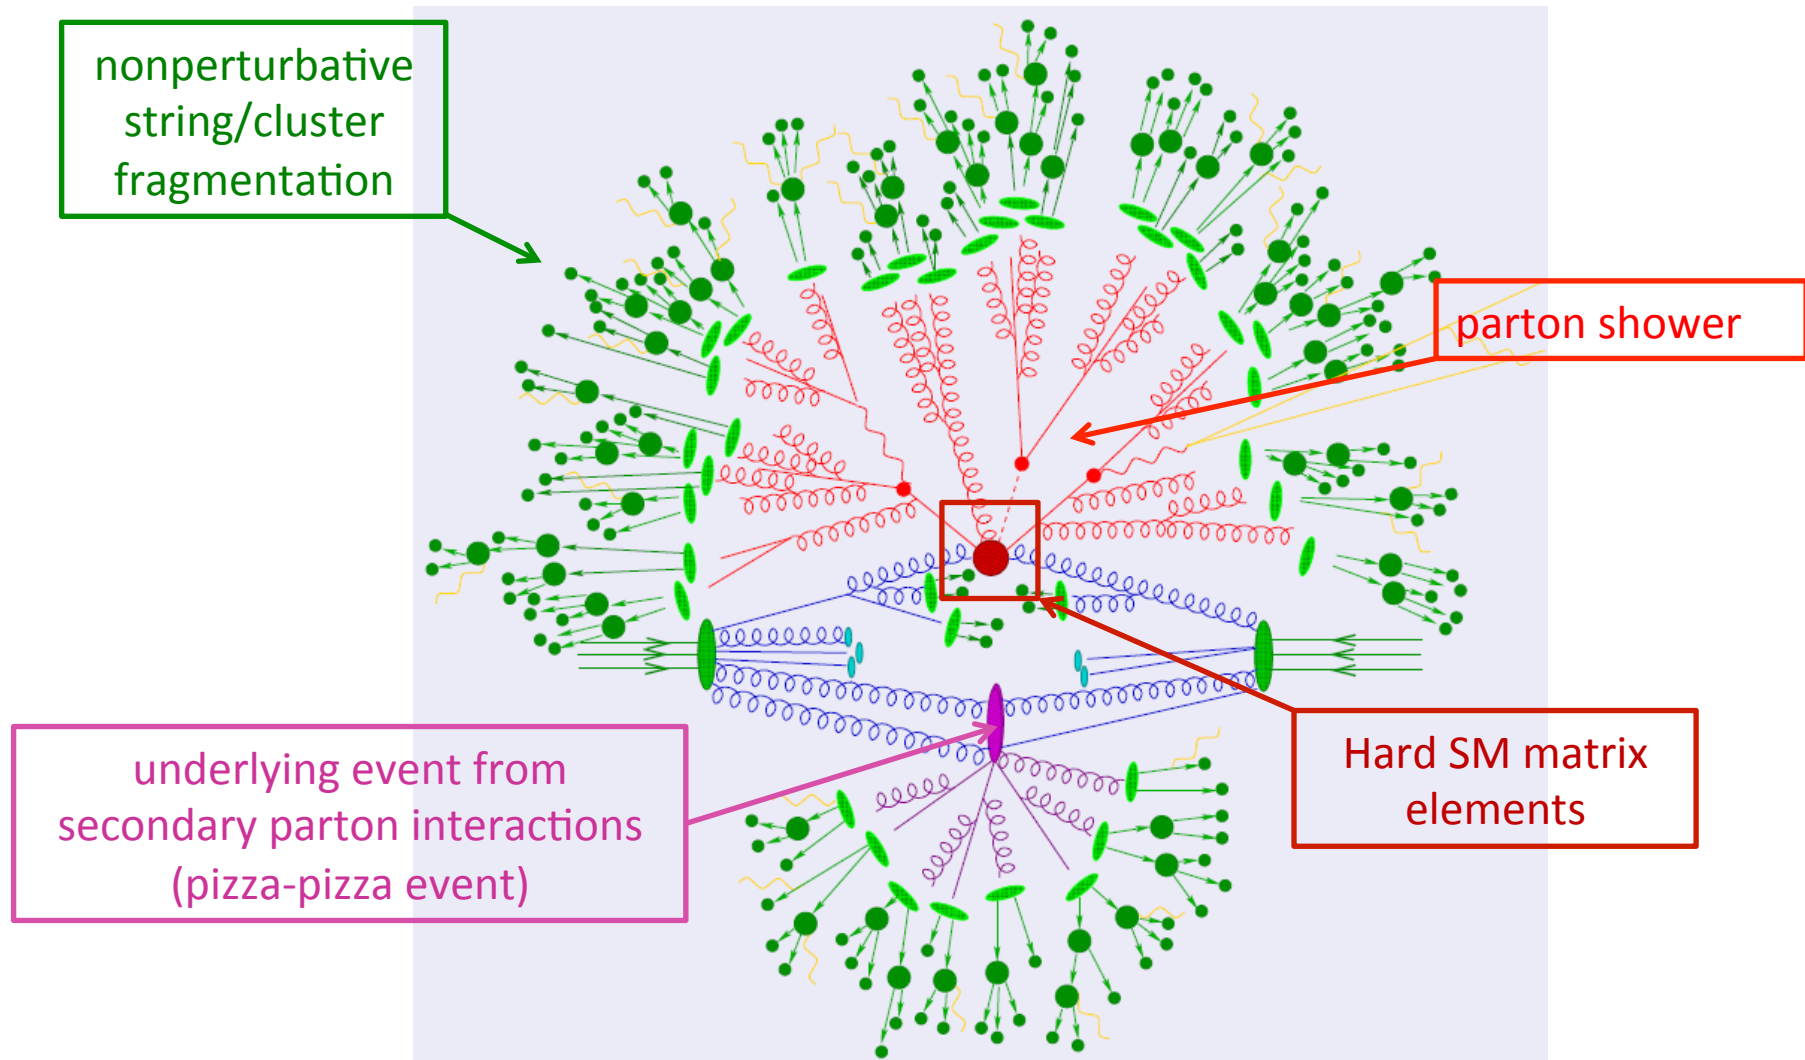 nonperturbative
string/cluster
fragmentation
parton shower
underlying event from
secondary parton interactions
(pizza-pizza event)
Hard SM matrix
elements